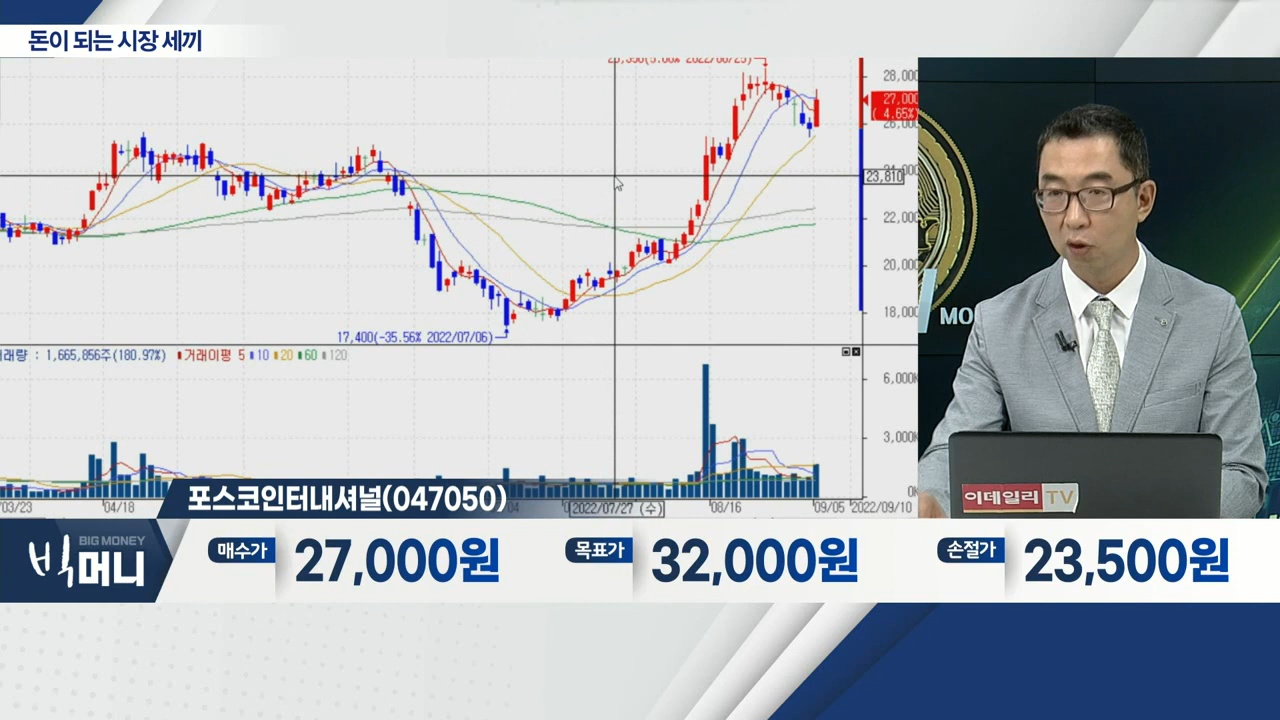 돈이 되는 시장 세끼
28,000
27,000
4.65%
26,000
23,810
22,000
20,000
18,000
17,400(-35.56% 2022/07/06)
거래량 : 1,665,856주(180.97%) 거래이평 5 10 20 60 120
6,000K
3,000K
0K
03/23
04/18
2022/07/27 (수)
08/16
09/05
2022/09/10
MO
이데일리 TV
포스코인터내셔널(047050)
BIG MONEY
빅머니
매수가
27,000원
목표가
32,000원
손절가
23,500원